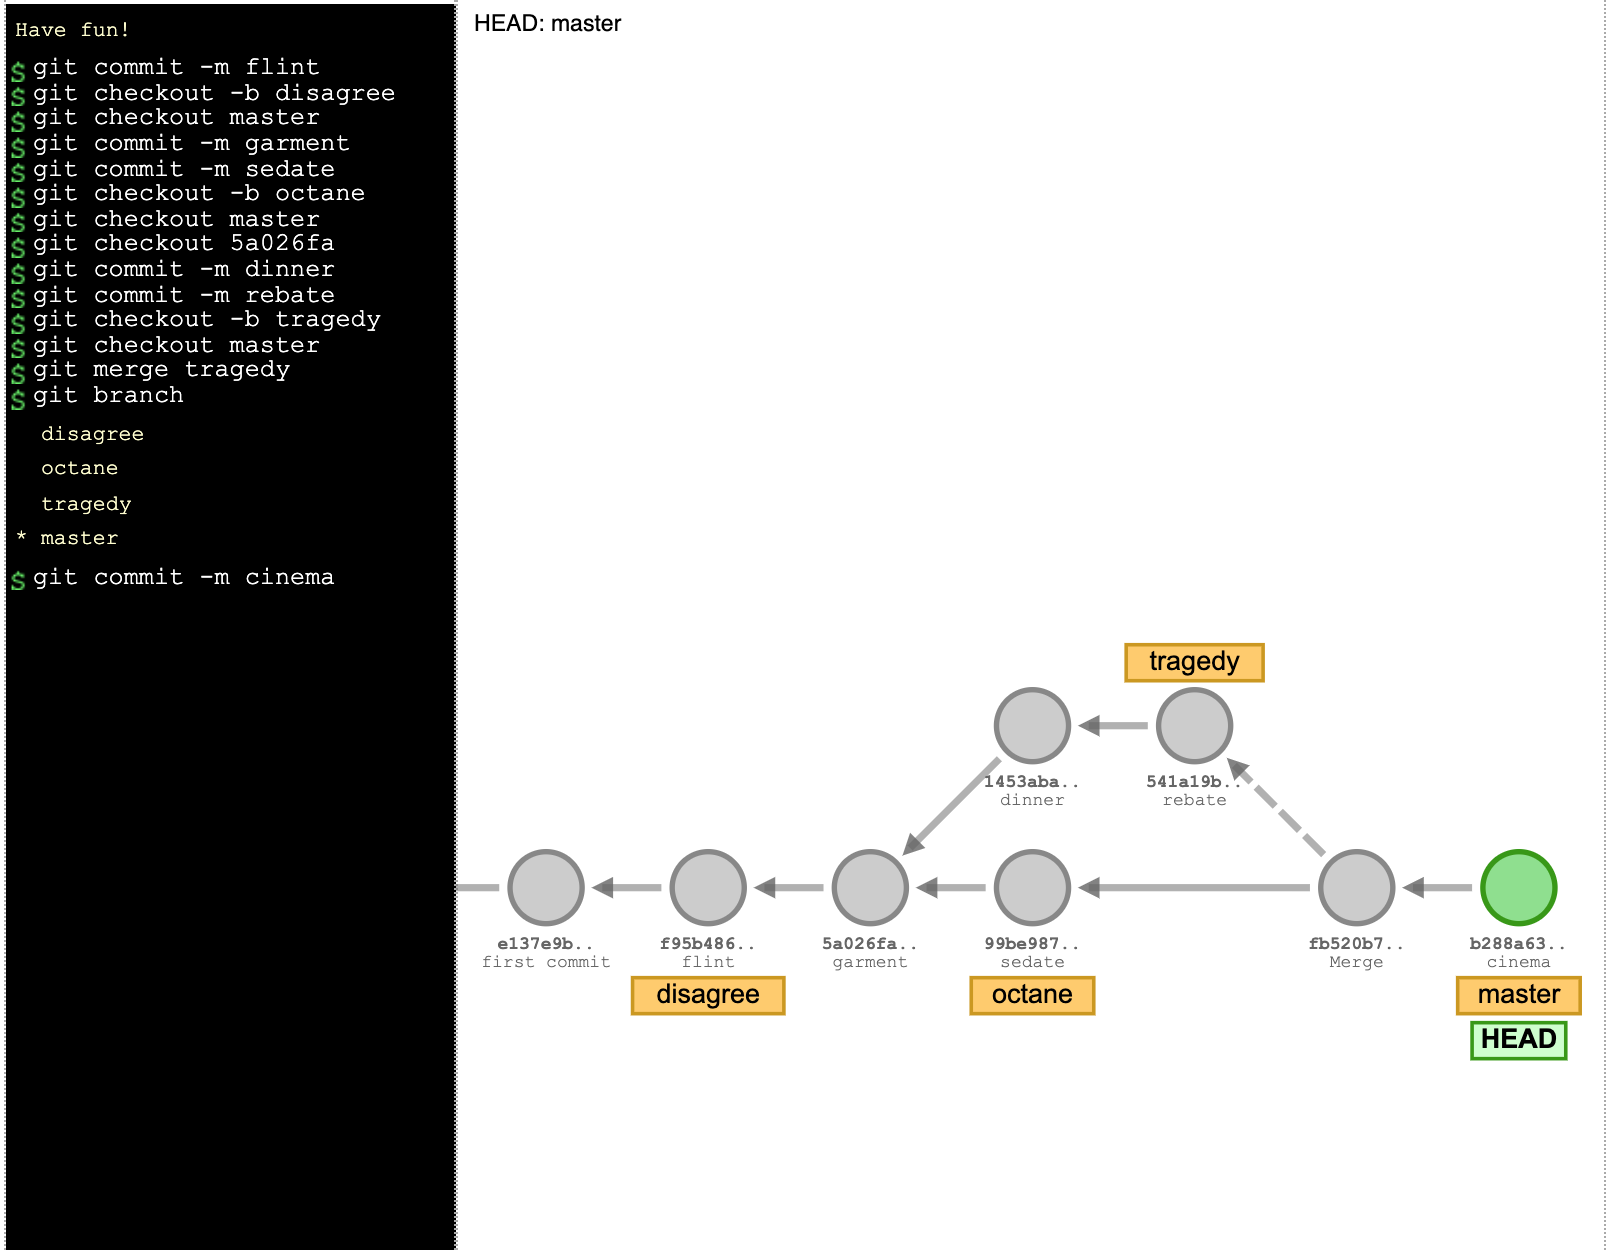 Have fun!
$ git commit -m flint
$ git checkout -b disagree
$ git checkout master
$ git commit -m garment
$ git commit -m sedate
$ git checkout -b octane
$ git checkout master
$ git checkout 5a026fa
$ git commit -m dinner
$ git commit -m rebate
$ git checkout -b tragedy
$ git checkout master
$ git merge tragedy
$ git branch
disagree
octane
tragedy
* master
$ git commit -m cinema
HEAD: master
tragedy
1453aba..
dinner
541a19b..
rebate
e137e9b..
first commit
f95b486..
flint
disagree
5a026fa..
garment
99be987..
sedate
octane
fb520b7..
Merge
b288a63..
cinema
master
HEAD